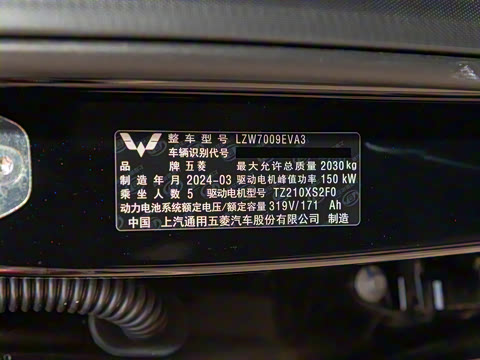 整车型号 LZW7009EVA3
车辆识别代号
品牌 五菱 最大允许总质量 2030 kg
制造年月 2024-03 驱动电机峰值功率 150 kW
乘坐人数 5 驱动电机型号 TZ210XS2F0
动力电池系统额定电压/额定容量 319V/171 Ah
中国 上汽通用五菱汽车股份有限公司 制造